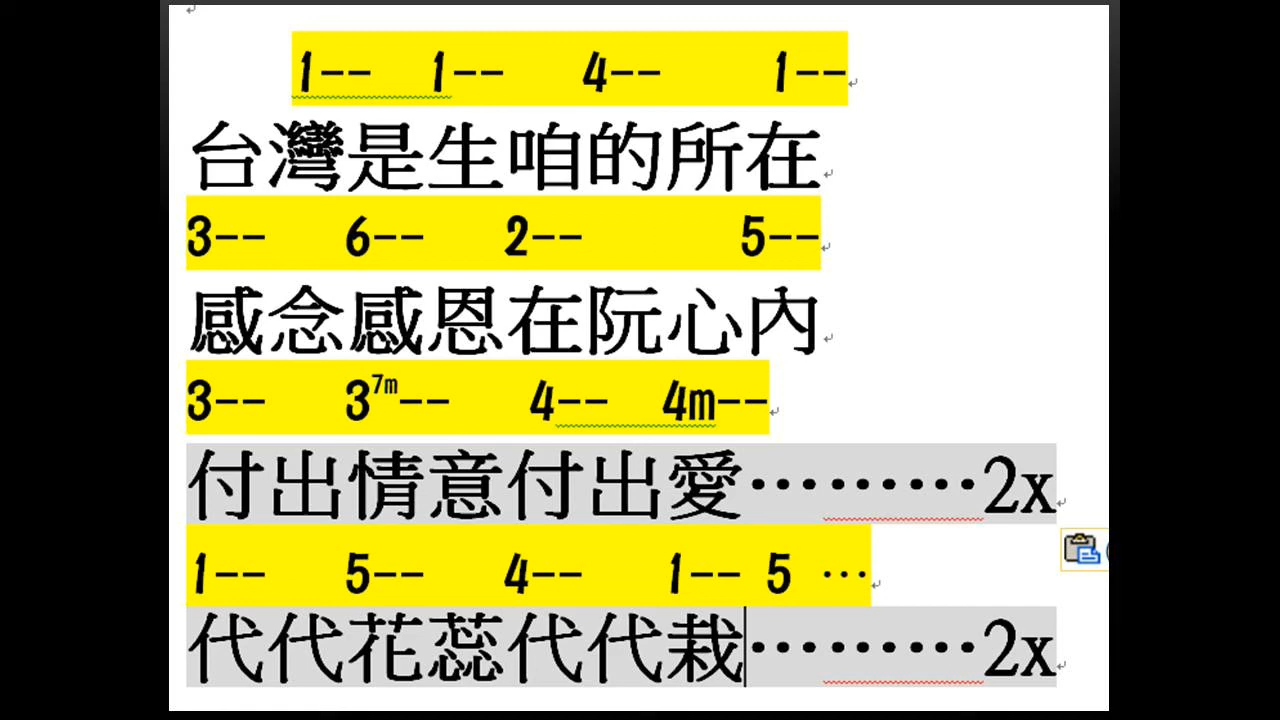 1-- 1-- 4-- 1--
台灣是生咱的所在
3-- 6-- 2-- 5--
感念感恩在阮心內
3-- 3⁷ᵐ-- 4-- 4m--
付出情意付出愛………2x
1-- 5-- 4-- 1-- 5 …
代代花蕊代代栽………2x